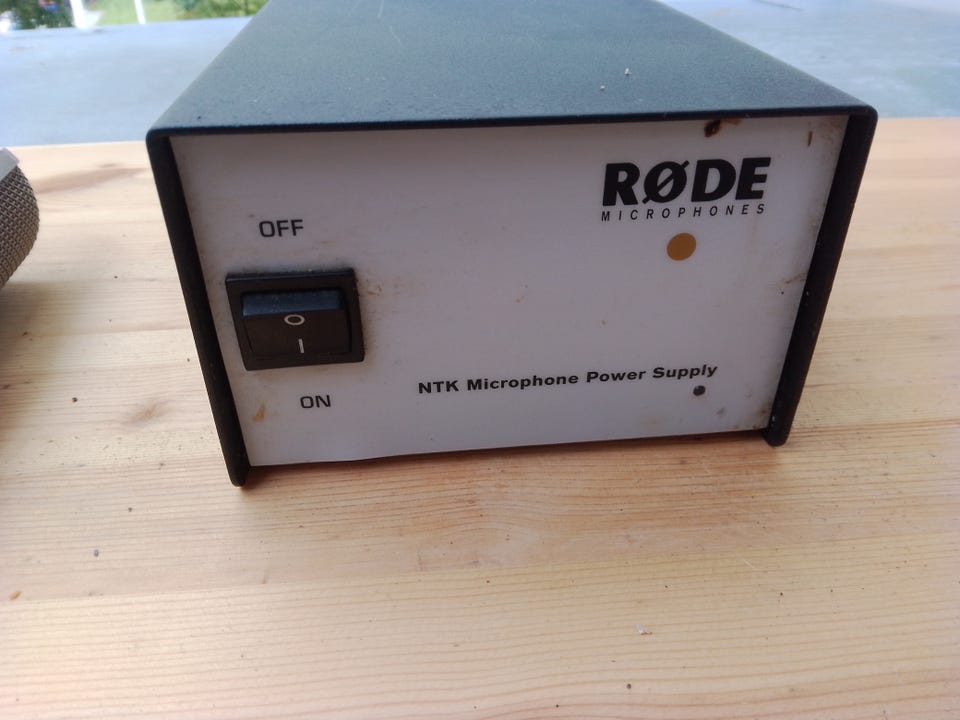 RØDE
MICROPHONES
OFF
O
I
ON
NTK Microphone Power Supply